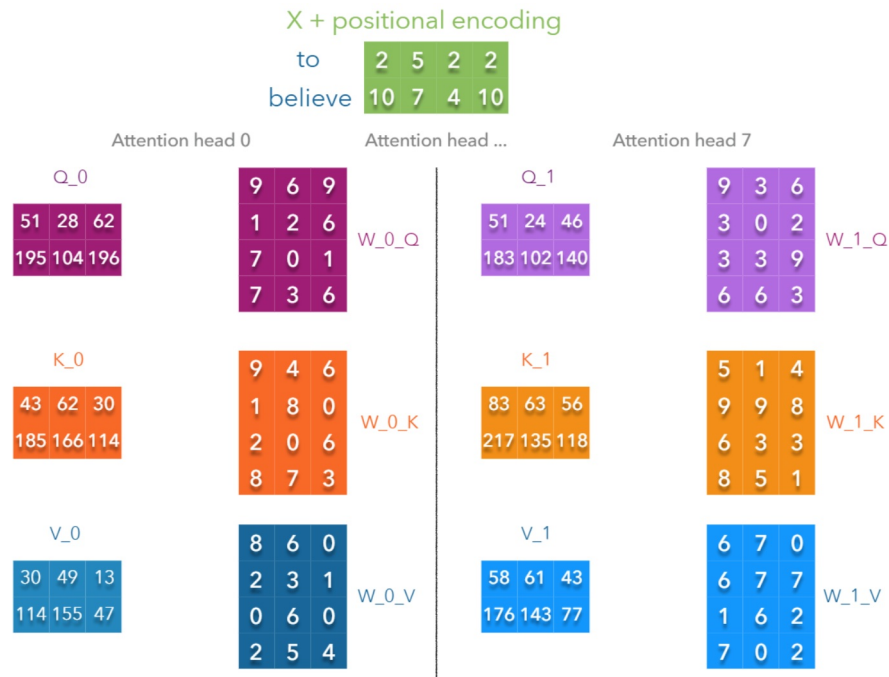 X + positional encoding
to 2 5 2 2
believe 10 7 4 10
Attention head 0 Attention head ... Attention head 7
Q_0
51 28 62
195 104 196
9 6 9
1 2 6
7 0 1
7 3 6
W_0_Q
Q_1
51 24 46
183 102 140
9 3 6
3 0 2
3 3 9
6 6 3
W_1_Q
K_0
43 62 30
185 166 114
9 4 6
1 8 0
2 0 6
8 7 3
W_0_K
K_1
83 63 56
217 135 118
5 1 4
9 9 8
6 3 3
8 5 1
W_1_K
V_0
30 49 13
114 155 47
8 6 0
2 3 1
0 6 0
2 5 4
W_0_V
V_1
58 61 43
176 143 77
6 7 0
6 7 7
1 6 2
7 0 2
W_1_V